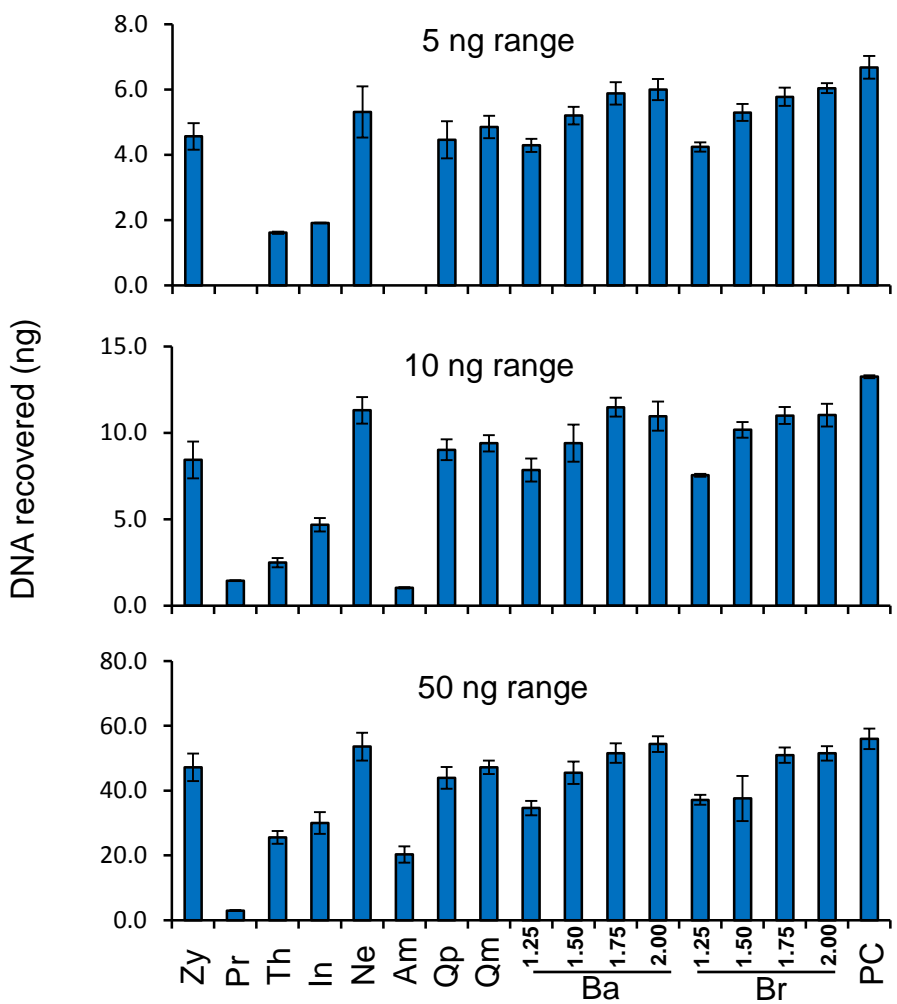 DNA recovered (ng)
5 ng range
8.0
6.0
4.0
2.0
0.0
10 ng range
15.0
10.0
5.0
0.0
50 ng range
80.0
60.0
40.0
20.0
0.0
Zy Pr Th In Ne Am Qp Qm 1.25 1.50 1.75 2.00 1.25 1.50 1.75 2.00 PC
Ba Br